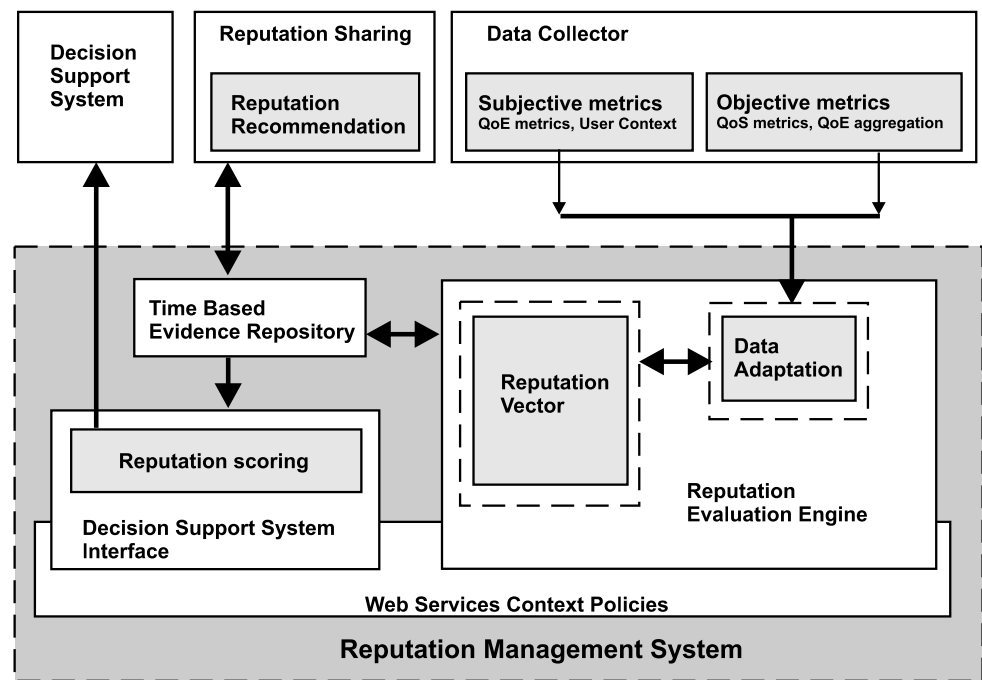 Decision
Support
System
Reputation Sharing
Reputation
Recommendation
Data Collector
Subjective metrics
QoE metrics, User Context
Objective metrics
QoS metrics, QoE aggregation
Time Based
Evidence Repository
Reputation
Vector
Data
Adaptation
Reputation scoring
Decision Support System
Interface
Reputation
Evaluation Engine
Web Services Context Policies
Reputation Management System